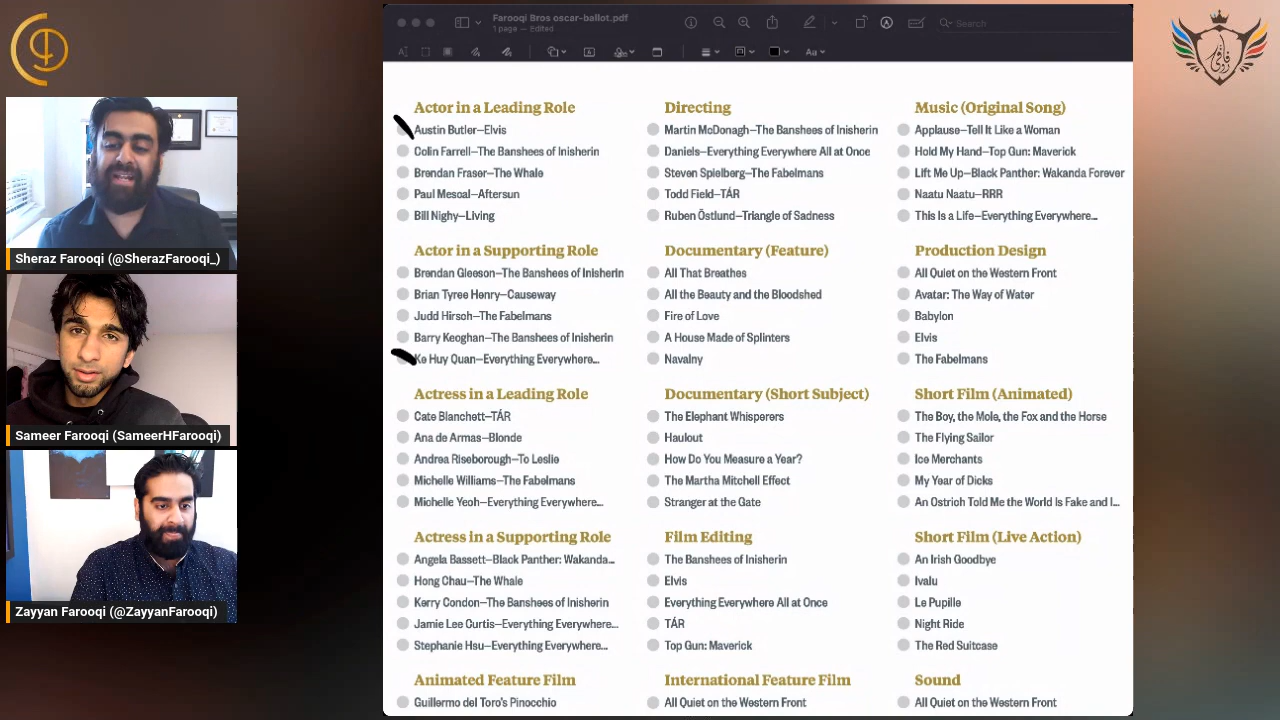 Farooqi Bros oscar-ballot.pdf
1 page — Edited
Search
Sheraz Farooqi (@SherazFarooqi_)
Sameer Farooqi (SameerHFarooqi)
Zayyan Farooqi (@ZayyanFarooqi)
Actor in a Leading Role
Austin Butler—Elvis
Colin Farrell—The Banshees of Inisherin
Brendan Fraser—The Whale
Paul Mescal—Aftersun
Bill Nighy—Living
Actor in a Supporting Role
Brendan Gleeson—The Banshees of Inisherin
Brian Tyree Henry—Causeway
Judd Hirsch—The Fabelmans
Barry Keoghan—The Banshees of Inisherin
Ke Huy Quan—Everything Everywhere...
Actress in a Leading Role
Cate Blanchett—TÁR
Ana de Armas—Blonde
Andrea Riseborough—To Leslie
Michelle Williams—The Fabelmans
Michelle Yeoh—Everything Everywhere...
Actress in a Supporting Role
Angela Bassett—Black Panther: Wakanda...
Hong Chau—The Whale
Kerry Condon—The Banshees of Inisherin
Jamie Lee Curtis—Everything Everywhere...
Stephanie Hsu—Everything Everywhere...
Animated Feature Film
Guillermo del Toro's Pinocchio
Directing
Martin McDonagh—The Banshees of Inisherin
Daniels—Everything Everywhere All at Once
Steven Spielberg—The Fabelmans
Todd Field—TÁR
Ruben Östlund—Triangle of Sadness
Documentary (Feature)
All That Breathes
All the Beauty and the Bloodshed
Fire of Love
A House Made of Splinters
Navalny
Documentary (Short Subject)
The Elephant Whisperers
Haulout
How Do You Measure a Year?
The Martha Mitchell Effect
Stranger at the Gate
Film Editing
The Banshees of Inisherin
Elvis
Everything Everywhere All at Once
TÁR
Top Gun: Maverick
International Feature Film
All Quiet on the Western Front
Music (Original Song)
Applause—Tell It Like a Woman
Hold My Hand—Top Gun: Maverick
Lift Me Up—Black Panther: Wakanda Forever
Naatu Naatu—RRR
This Is a Life—Everything Everywhere...
Production Design
All Quiet on the Western Front
Avatar: The Way of Water
Babylon
Elvis
The Fabelmans
Short Film (Animated)
The Boy, the Mole, the Fox and the Horse
The Flying Sailor
Ice Merchants
My Year of Dicks
An Ostrich Told Me the World Is Fake and I...
Short Film (Live Action)
An Irish Goodbye
Ivalu
Le Pupille
Night Ride
The Red Suitcase
Sound
All Quiet on the Western Front